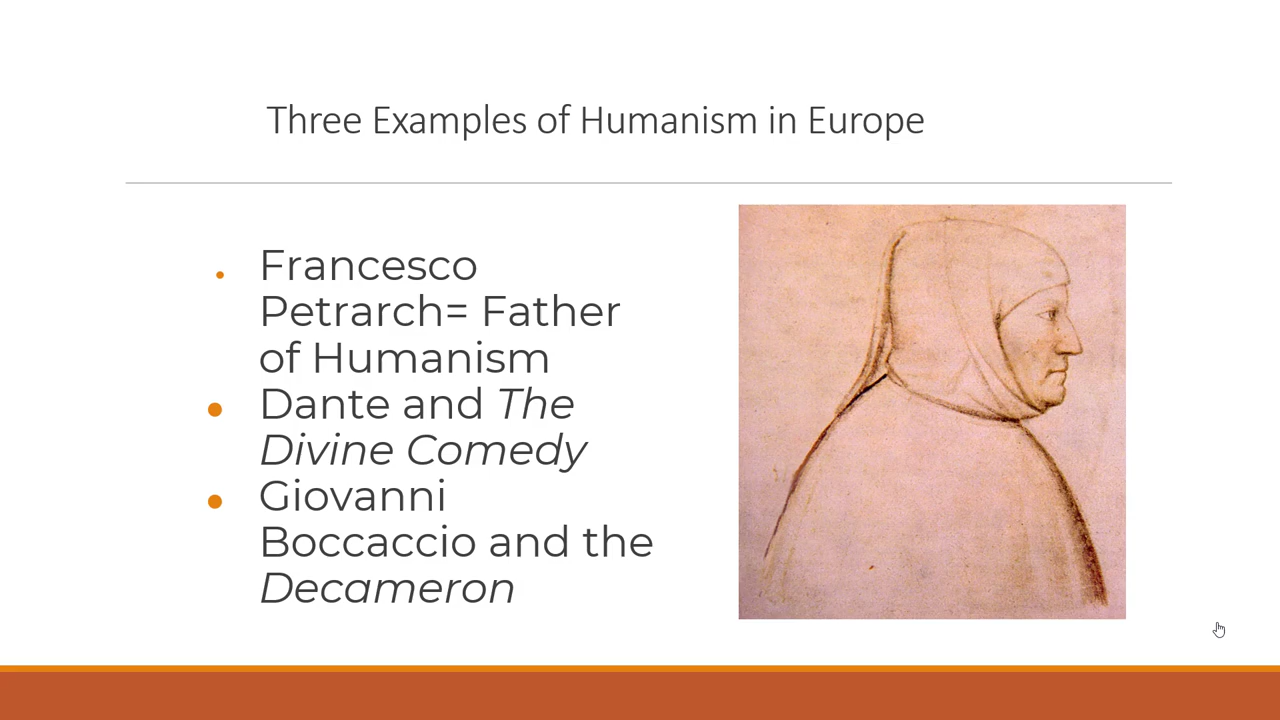 Three Examples of Humanism in Europe
Francesco
Petrarch= Father
of Humanism
Dante and The
Divine Comedy
Giovanni
Boccaccio and the
Decameron